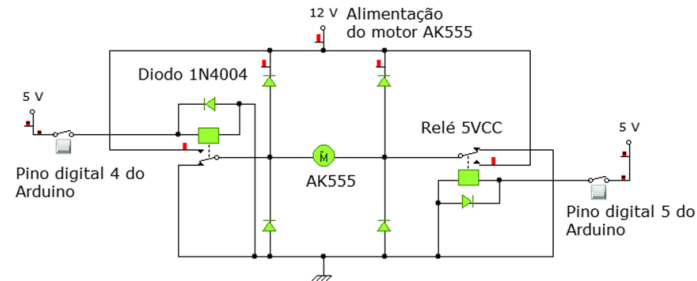 12 V
Alimentação
do motor AK555
Diodo 1N4004
5 V
Relé 5VCC
5 V
M
AK555
Pino digital 4 do
Arduino
Pino digital 5 do
Arduino